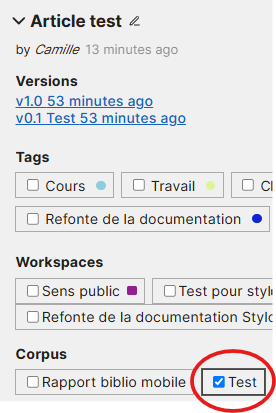 Article test
by Camille 13 minutes ago
Versions
v1.0 53 minutes ago
v0.1 Test 53 minutes ago
Tags
Cours Travail
Refonte de la documentation
Workspaces
Sens public Test pour stylo
Refonte de la documentation Stylo
Corpus
Rapport biblio mobile Test